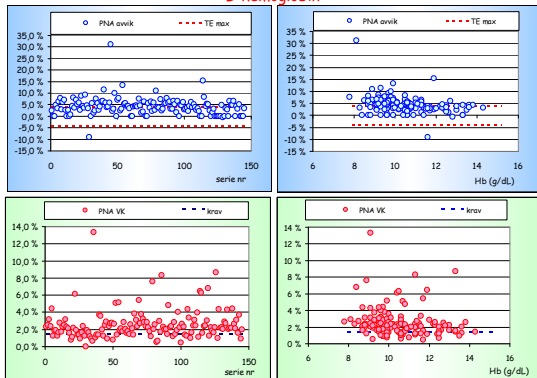 B-Hemoglobin
PNA avvik TE max
35,0 %
30,0 %
25,0 %
20,0 %
15,0 %
10,0 %
5,0 %
0,0 %
-5,0 %
-10,0 %
-15,0 %
0 50 100 150
serie nr
PNA avvik TE max
35 %
30 %
25 %
20 %
15 %
10 %
5 %
0 %
-5 %
-10 %
-15 %
6 8 10 12 14 16
Hb (g/dL)
PNA VK krav
14,0 %
12,0 %
10,0 %
8,0 %
6,0 %
4,0 %
2,0 %
0,0 %
0 50 100 150
serie nr
PNA VK krav
14 %
12 %
10 %
8 %
6 %
4 %
2 %
0 %
6 8 10 12 14 16
Hb (g/dL)